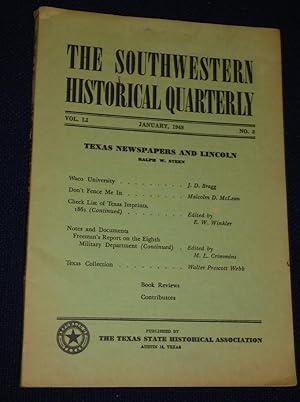 THE SOUTHWESTERN
HISTORICAL QUARTERLY
VOL. LI JANUARY, 1948 NO. 3
TEXAS NEWSPAPERS AND LINCOLN
RALPH W. STEEN
Waco University . . . . . . . . . J. D. Bragg
Don't Fence Me In . . . . . . . Malcolm D. McLean
Check List of Texas Imprints,
1861 (Continued) . . . . . . . . Edited by
E. W. Winkler
Notes and Documents
Freeman's Report on the Eighth
Military Department (Continued) . Edited by
M. L. Crimmins
Texas Collection . . . . . . . Walter Prescott Webb
Book Reviews
Contributors
PUBLISHED BY
THE TEXAS STATE HISTORICAL ASSOCIATION
AUSTIN 12, TEXAS